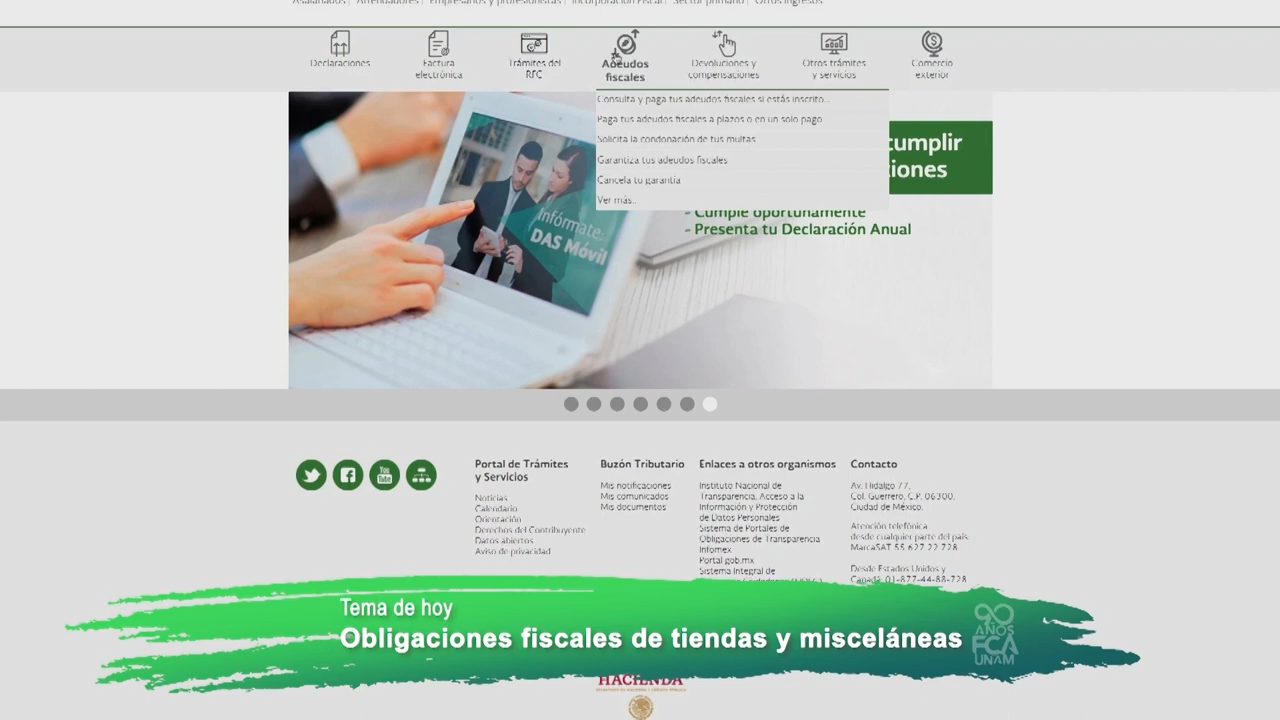 Asalariados | Arrendadores | Empresarios y profesionistas | Incorporación Fiscal | Sector primario | Otros ingresos
Declaraciones
Factura
electrónica
Trámites del
RFC
Adeudos
fiscales
Devoluciones y
compensaciones
Otros trámites
y servicios
Comercio
exterior
Consulta y paga tus adeudos fiscales si estás inscrito...
Paga tus adeudos fiscales a plazos o en un solo pago
Solicita la condonación de tus multas
Garantiza tus adeudos fiscales
Cancela tu garantía
Ver más..
cumplir
iones
- Cumple oportunamente
- Presenta tu Declaración Anual
Infórmate:
DAS Móvil
You
Tube
Portal de Trámites
y Servicios
Noticias
Calendario
Orientación
Derechos del Contribuyente
Datos abiertos
Aviso de privacidad
Buzón Tributario
Mis notificaciones
Mis comunicados
Mis documentos
Enlaces a otros organismos
Instituto Nacional de
Transparencia, Acceso a la
Información y Protección
de Datos Personales
Sistema de Portales de
Obligaciones de Transparencia
Infomex
Portal gob.mx
Sistema Integral de
Contacto
Av. Hidalgo 77,
Col. Guerrero, C.P. 06300,
Ciudad de México.
Atención telefónica
desde cualquier parte del país:
MarcaSAT 55 627 22 728
Desde Estados Unidos y
Canadá: 01-877-44-88-728
Tema de hoy
Obligaciones fiscales de tiendas y misceláneas
90
AÑOS
FCA
UNAM
HACIENDA